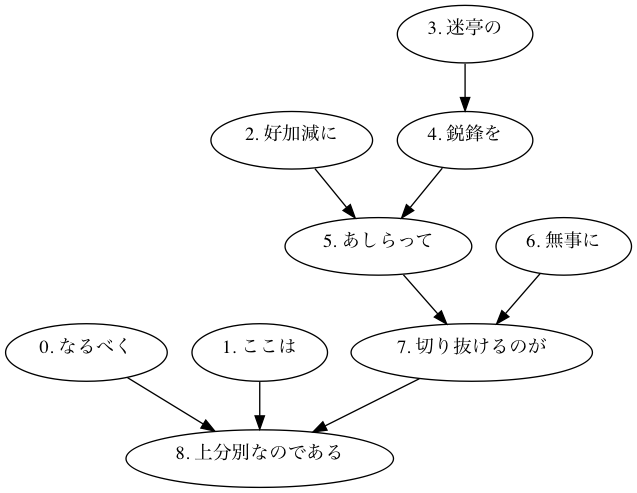 3. 迷亭の
2. 好加減に
4. 鋭鋒を
5. あしらって
6. 無事に
0. なるべく
1. ここは
7. 切り抜けるのが
8. 上分別なのである